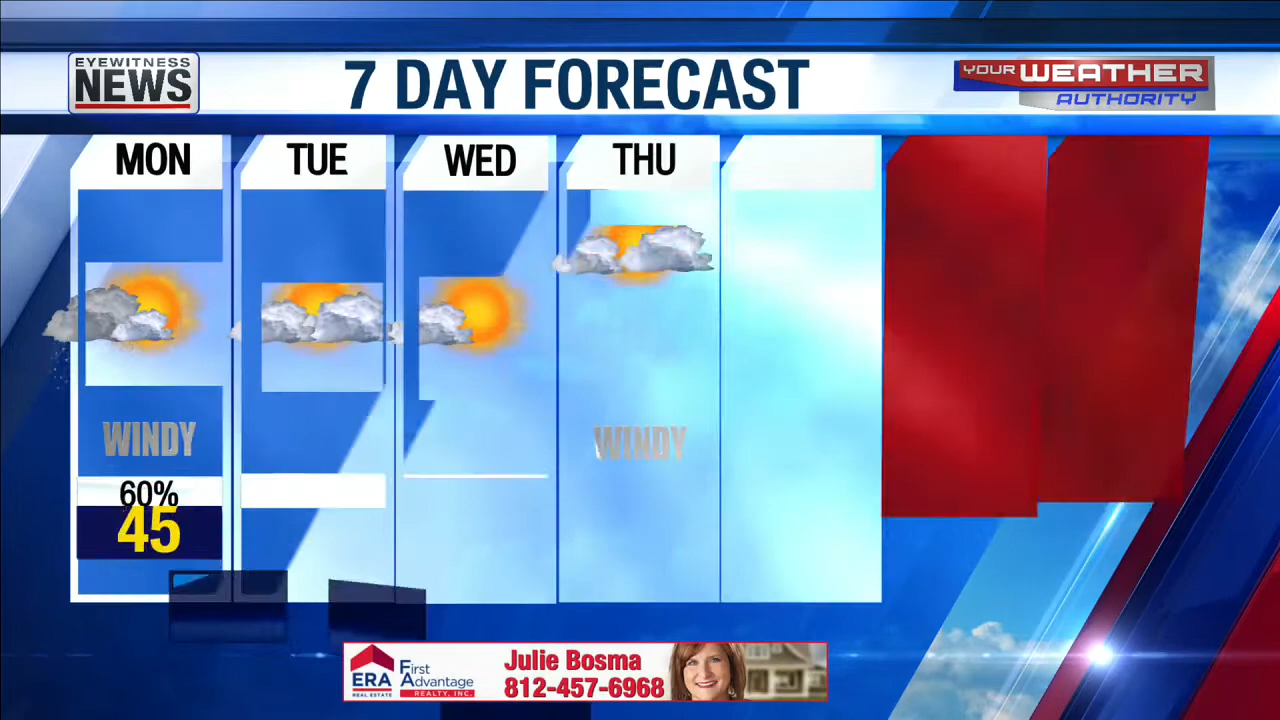 EYEWITNESS
NEWS
7 DAY FORECAST
YOUR WEATHER
AUTHORITY
MON
TUE
WED
THU
WINDY
WINDY
60%
45
ERA
REAL ESTATE
First
Advantage
REALTY, INC.
Julie Bosma
812-457-6968